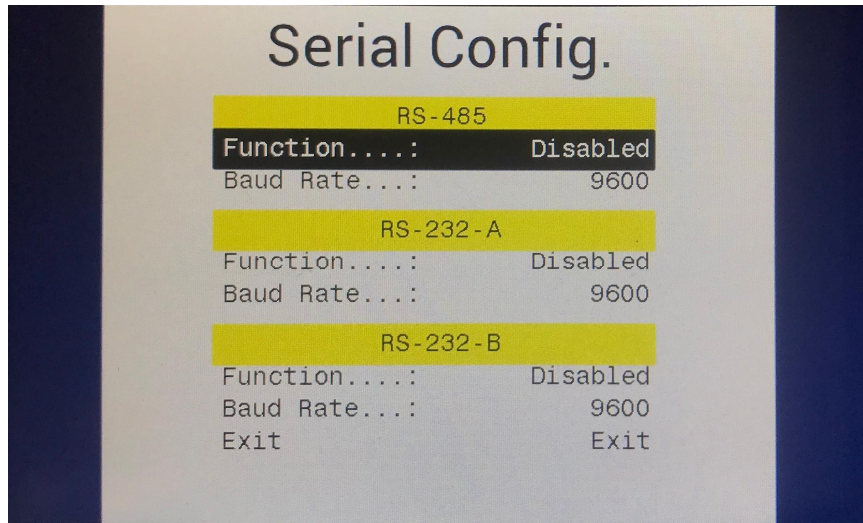 Serial Config.
RS-485
Function....: Disabled
Baud Rate...: 9600
RS-232-A
Function....: Disabled
Baud Rate...: 9600
RS-232-B
Function....: Disabled
Baud Rate...: 9600
Exit Exit